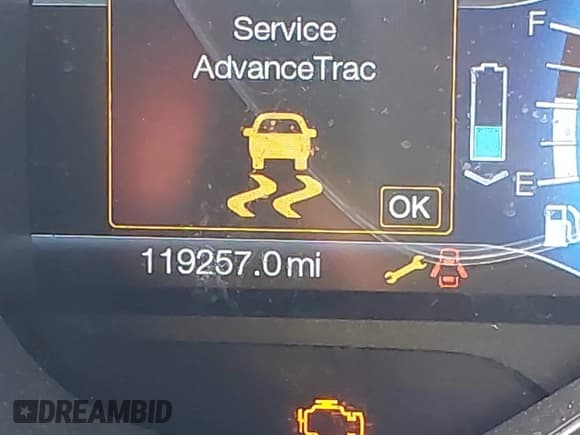 Service
AdvanceTrac
F
E
OK
119257.0 mi
DREAMBID